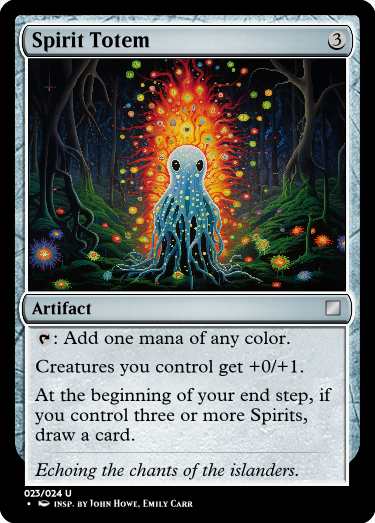 Spirit Totem 3
Artifact
: Add one mana of any color.
Creatures you control get +0/+1.
At the beginning of your end step, if
you control three or more Spirits,
draw a card.
Echoing the chants of the islanders.
023/024 U
• INSP. BY JOHN HOWE, EMILY CARR